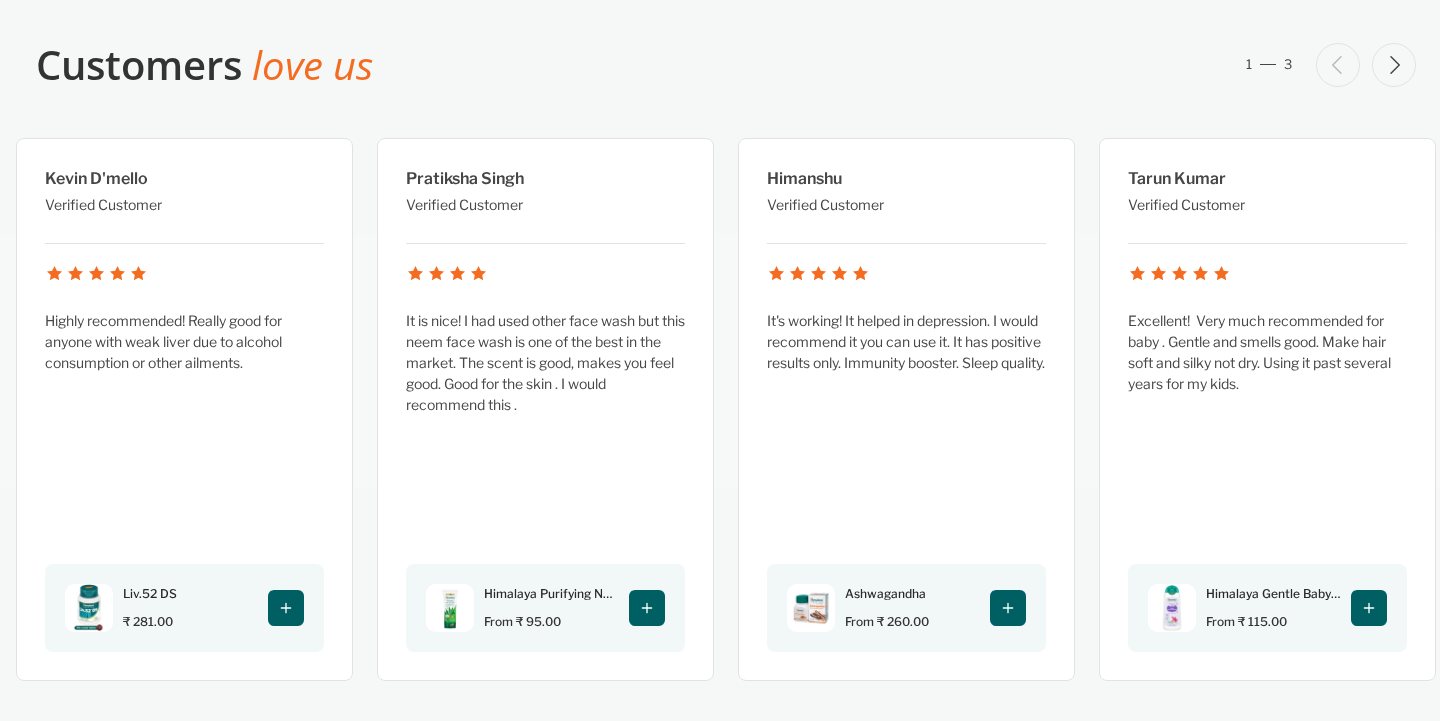 Customers love us
1 — 3
Kevin D'mello
Verified Customer
Highly recommended! Really good for
anyone with weak liver due to alcohol
consumption or other ailments.
Liv.52 DS
₹ 281.00
Pratiksha Singh
Verified Customer
It is nice! I had used other face wash but this
neem face wash is one of the best in the
market. The scent is good, makes you feel
good. Good for the skin . I would
recommend this .
Himalaya Purifying N...
From ₹ 95.00
Himanshu
Verified Customer
It's working! It helped in depression. I would
recommend it you can use it. It has positive
results only. Immunity booster. Sleep quality.
Ashwagandha
From ₹ 260.00
Tarun Kumar
Verified Customer
Excellent!  Very much recommended for
baby . Gentle and smells good. Make hair
soft and silky not dry. Using it past several
years for my kids.
Himalaya Gentle Baby...
From ₹ 115.00